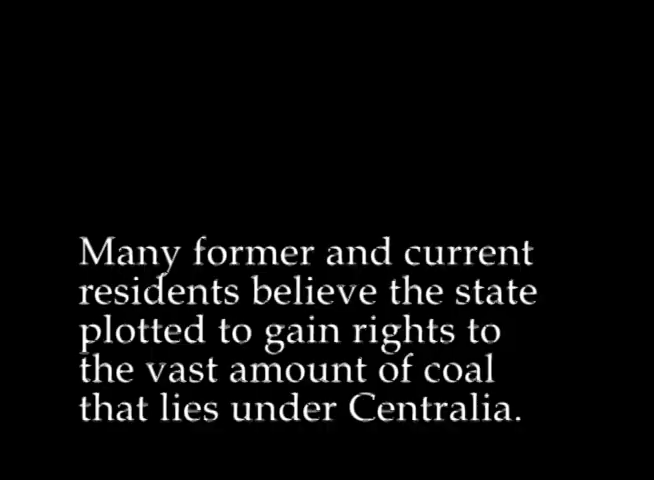 Many former and current
residents believe the state
plotted to gain rights to
the vast amount of coal
that lies under Centralia.